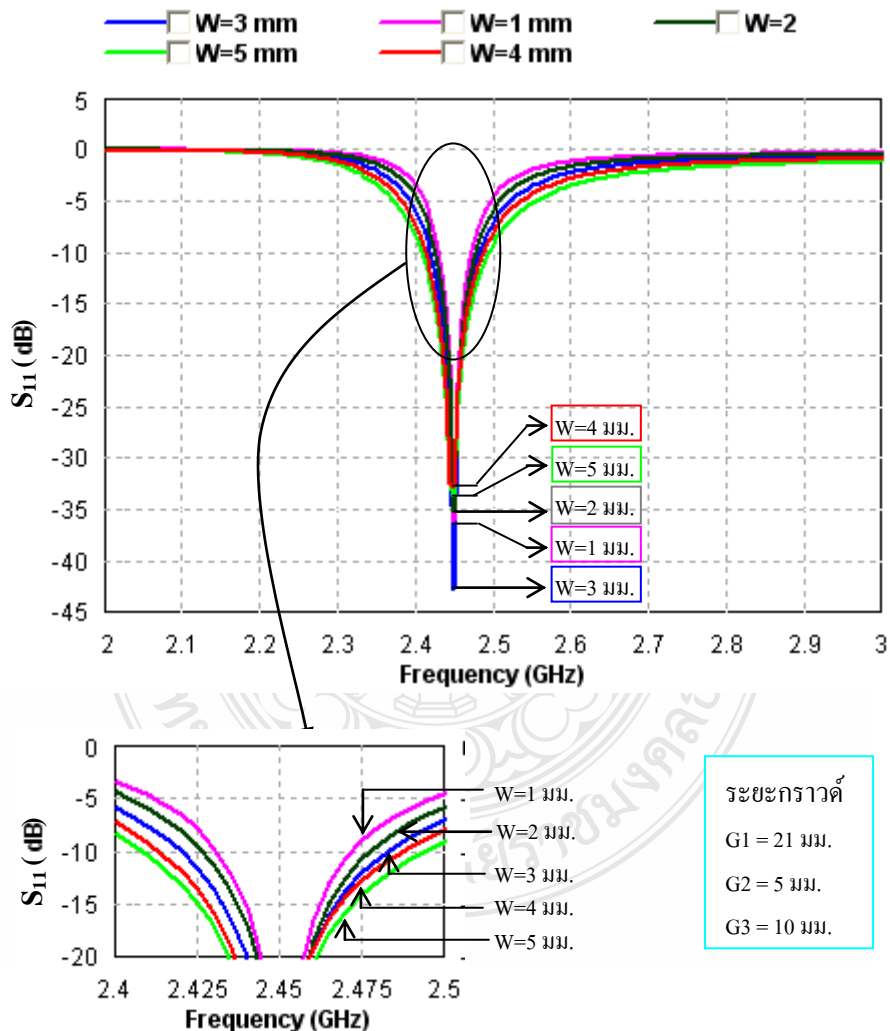 W=3 mm W=1 mm W=2
W=5 mm W=4 mm
5
0
-5
-10
-15
-20
-25
-30
-35
-40
-45
S11 ( dB)
W=4 มม.
W=5 มม.
W=2 มม.
W=1 มม.
W=3 มม.
2 2.1 2.2 2.3 2.4 2.5 2.6 2.7 2.8 2.9 3
Frequency (GHz)
0
-5
-10
-15
-20
S11 ( dB)
W=1 มม.
W=2 มม.
W=3 มม.
W=4 มม.
W=5 มม.
2.4 2.425 2.45 2.475 2.5
Frequency (GHz)
ระยะกราวด์
G1 = 21 มม.
G2 = 5 มม.
G3 = 10 มม.